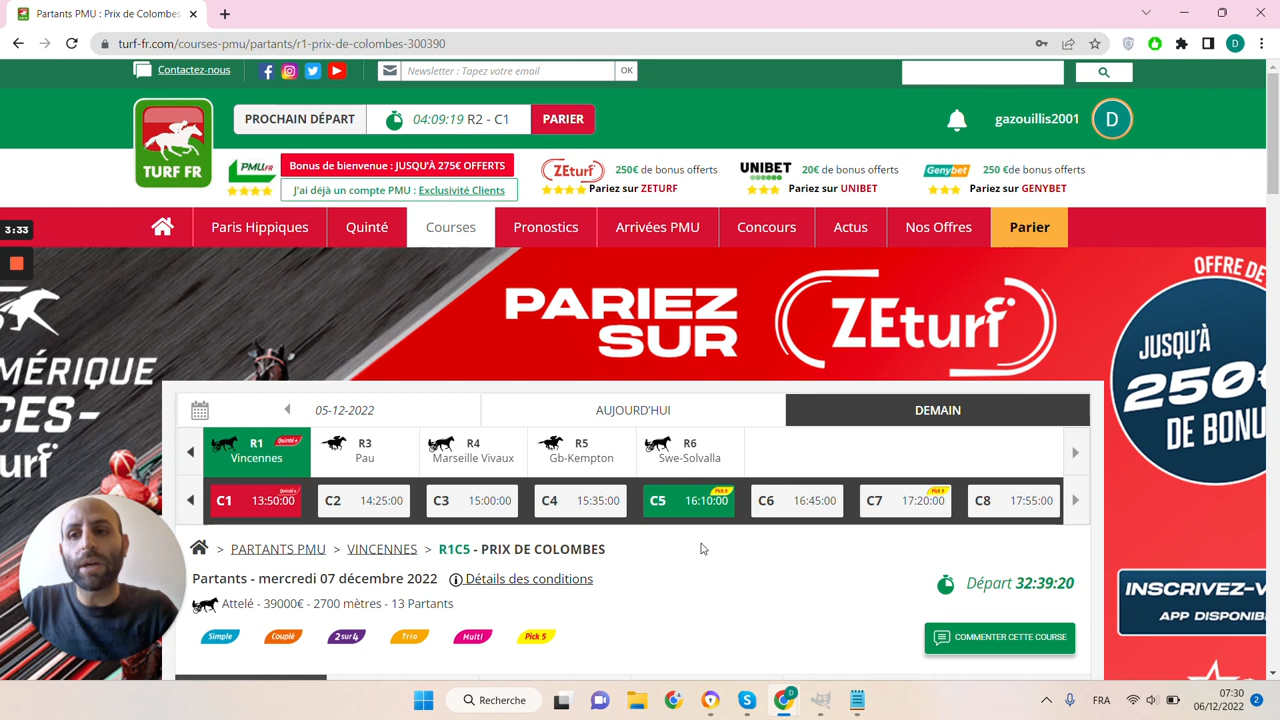 Partants PMU : Prix de Colombes
turf-fr.com/courses-pmu/partants/r1-prix-de-colombes-300390
D
Contactez-nous
Newsletter : Tapez votre email
OK
TURF FR
PROCHAIN DÉPART 04:09:19 R2 - C1 PARIER
gazouillis2001 D
PMU.FR Bonus de bienvenue : JUSQU'À 275€ OFFERTS
J'ai déjà un compte PMU : Exclusivité Clients
ZEturf 250€ de bonus offerts
Pariez sur ZETURF
UNIBET 20€ de bonus offerts
Pariez sur UNIBET
Genybet 250 €de bonus offerts
Pariez sur GENYBET
3:33
Paris Hippiques Quinté Courses Pronostics Arrivées PMU Concours Actus Nos Offres Parier
MÉRIQUE
CES-
urf
PARIEZ
SUR
ZEturf
OFFRE DE
JUSQU'À
250€
DE BONU
INSCRIVEZ-V
APP DISPONIB
05-12-2022 AUJOURD'HUI DEMAIN
R1 Quinté+
Vincennes
R3
Pau
R4
Marseille Vivaux
R5
Gb-Kempton
R6
Swe-Solvalla
C1 13:50:00 Quinté+
C2 14:25:00
C3 15:00:00
C4 15:35:00
C5 16:10:00 Pick 5
C6 16:45:00
C7 17:20:00 Pick 5
C8 17:55:00
> PARTANTS PMU > VINCENNES > R1C5 - PRIX DE COLOMBES
Partants - mercredi 07 décembre 2022 Détails des conditions
Départ 32:39:20
Attelé - 39000€ - 2700 mètres - 13 Partants
Simple Couplé 2sur4 Trio Multi Pick 5
COMMENTER CETTE COURSE
Recherche
D
FRA
07:30
06/12/2022
2